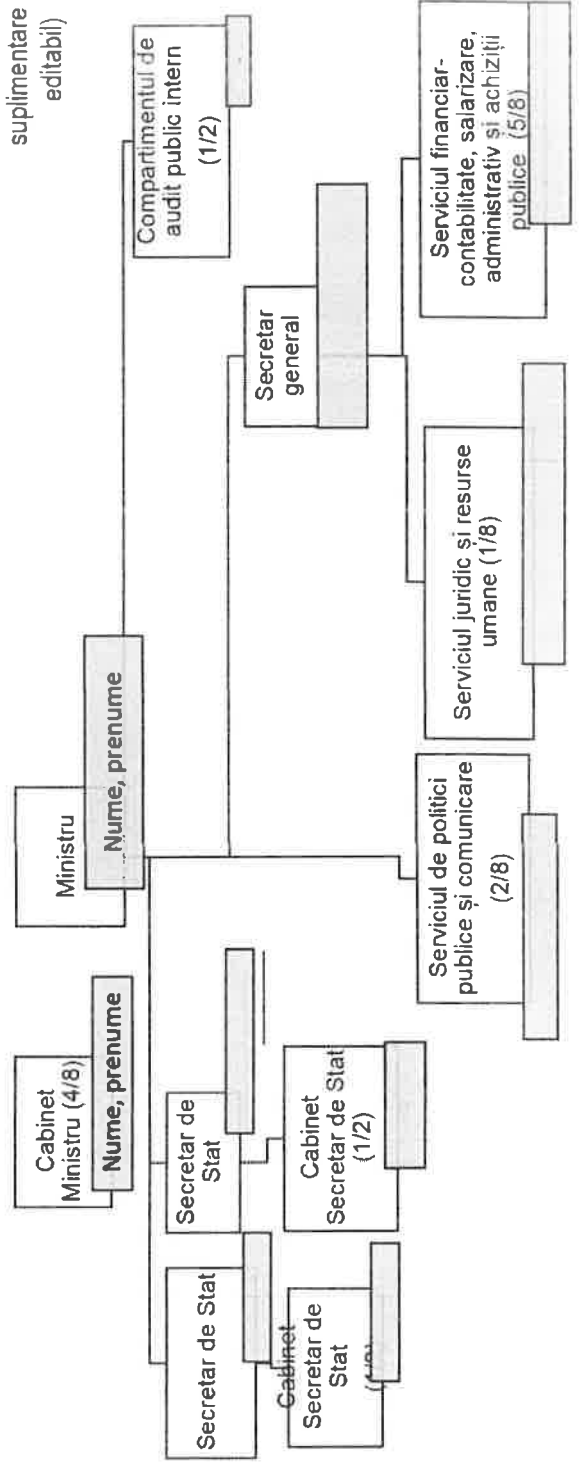 suplimentare
editabil)
Cabinet
Ministru (4/8)
Nume, prenume
Ministru
Nume, prenume
Compartimentul de
audit public intern
(1/2)
Secretar de Stat
Secretar de
Stat
Cabinet
Secretar de
Stat
Cabinet
Secretar de Stat
(1/2)
Secretar
general
Serviciul de politici
publice și comunicare
(2/8)
Serviciul juridic și resurse
umane (1/8)
Serviciul financiar-
contabilitate, salarizare,
administrativ și achiziții
publice (5/8)